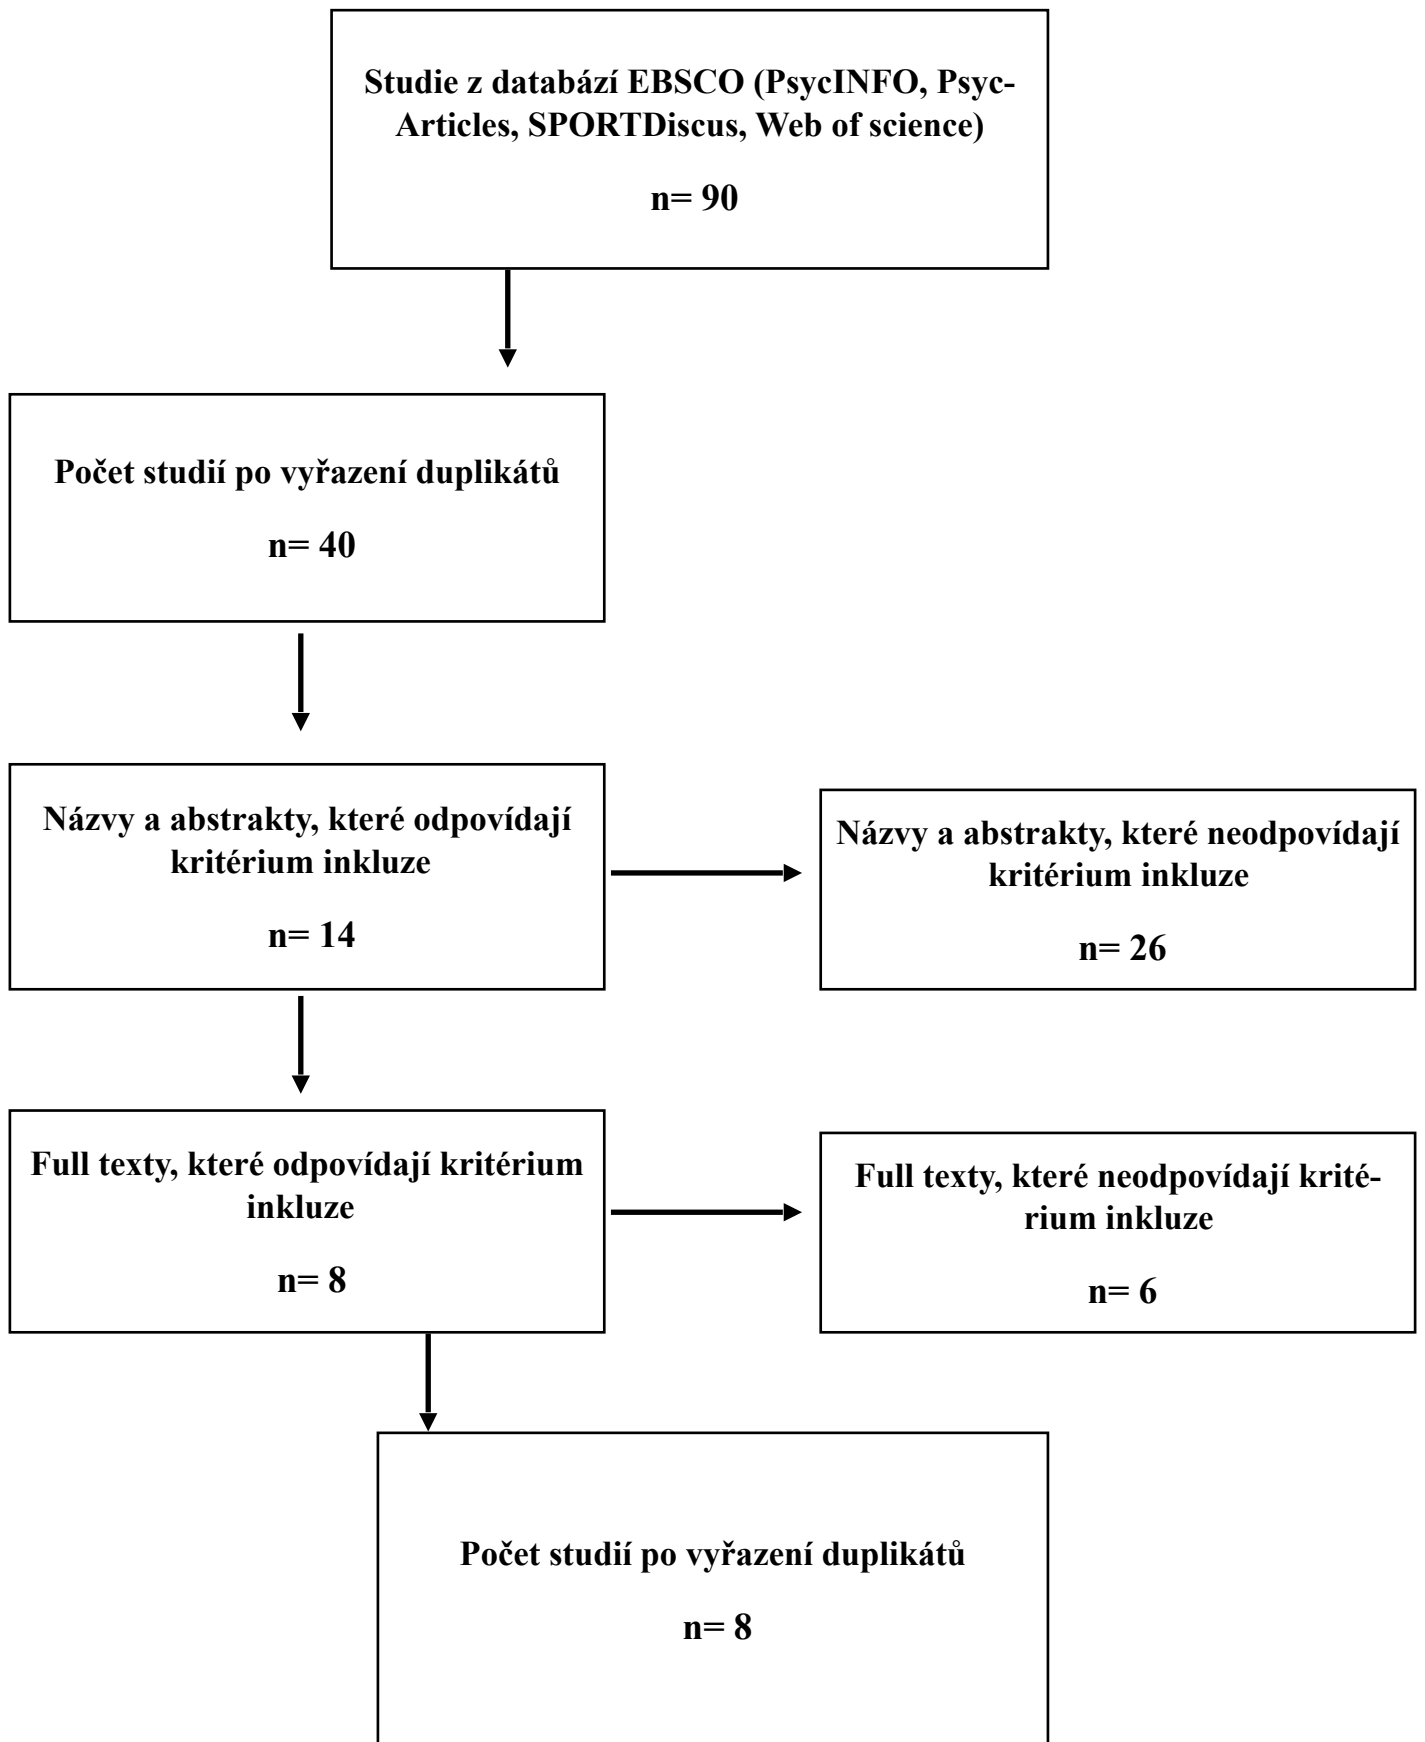 Studie z databází EBSCO (PsycINFO, Psyc-
Articles, SPORTDiscus, Web of science)
n= 90
Počet studií po vyřazení duplikátů
n= 40
Názvy a abstrakty, které odpovídají
kritérium inkluze
n= 14
Názvy a abstrakty, které neodpovídají
kritérium inkluze
n= 26
Full texty, které odpovídají kritérium
inkluze
n= 8
Full texty, které neodpovídají krité-
rium inkluze
n= 6
Počet studií po vyřazení duplikátů
n= 8